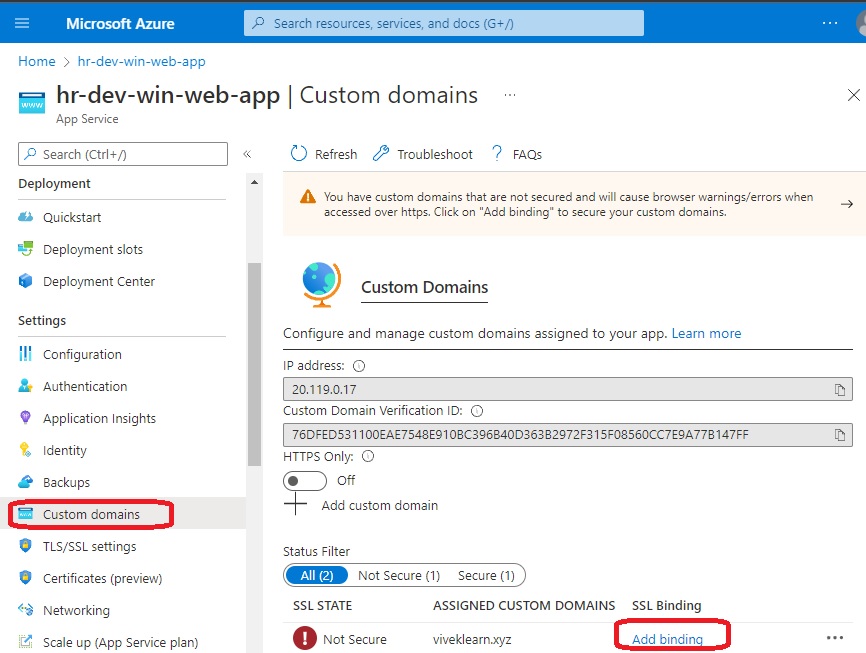 Microsoft Azure
Search resources, services, and docs (G+/)
...
Home > hr-dev-win-web-app
hr-dev-win-web-app | Custom domains ...
App Service
Search (Ctrl+/)
«
Deployment
Quickstart
Deployment slots
Deployment Center
Settings
Configuration
Authentication
Application Insights
Identity
Backups
www Custom domains
TLS/SSL settings
Certificates (preview)
Networking
Scale up (App Service plan)
Refresh
Troubleshoot
? FAQs
You have custom domains that are not secured and will cause browser warnings/errors when
accessed over https. Click on "Add binding" to secure your custom domains.
Custom Domains
Configure and manage custom domains assigned to your app. Learn more
IP address:
20.119.0.17
Custom Domain Verification ID:
76DFED531100EAE7548E910BC396B40D363B2972F315F08560CC7E9A77B147FF
HTTPS Only:
Off
Add custom domain
Status Filter
All (2) Not Secure (1) Secure (1)
SSL STATE ASSIGNED CUSTOM DOMAINS SSL Binding
Not Secure viveklearn.xyz Add binding ...